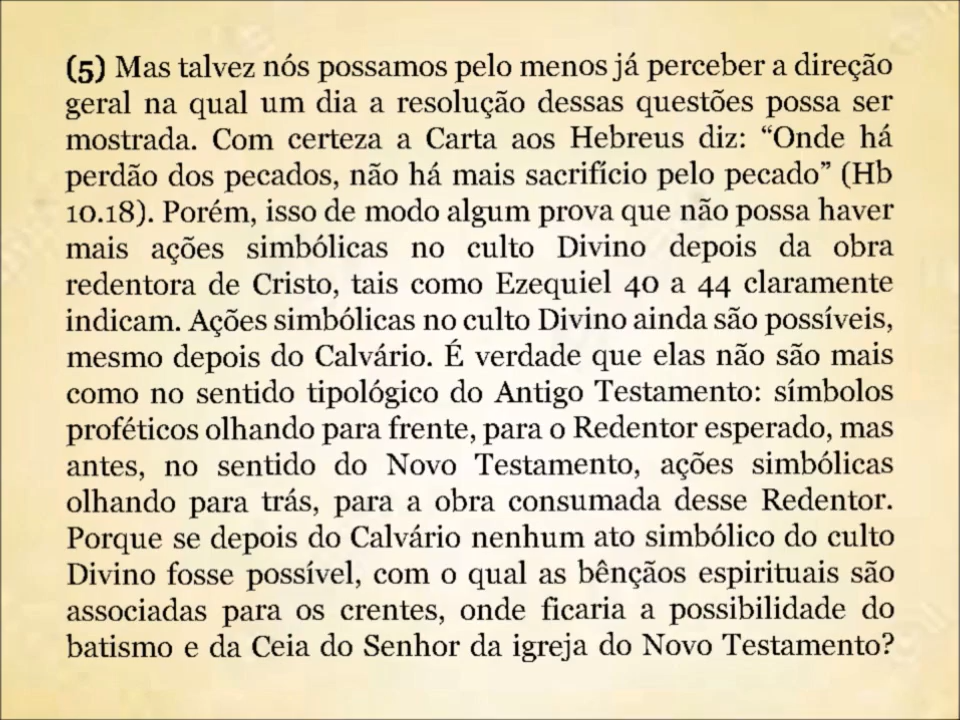 (5) Mas talvez nós possamos pelo menos já perceber a direção
geral na qual um dia a resolução dessas questões possa ser
mostrada. Com certeza a Carta aos Hebreus diz: “Onde há
perdão dos pecados, não há mais sacrifício pelo pecado” (Hb
10.18). Porém, isso de modo algum prova que não possa haver
mais ações simbólicas no culto Divino depois da obra
redentora de Cristo, tais como Ezequiel 40 a 44 claramente
indicam. Ações simbólicas no culto Divino ainda são possíveis,
mesmo depois do Calvário. É verdade que elas não são mais
como no sentido tipológico do Antigo Testamento: símbolos
proféticos olhando para frente, para o Redentor esperado, mas
antes, no sentido do Novo Testamento, ações simbólicas
olhando para trás, para a obra consumada desse Redentor.
Porque se depois do Calvário nenhum ato simbólico do culto
Divino fosse possível, com o qual as bênçãos espirituais são
associadas para os crentes, onde ficaria a possibilidade do
batismo e da Ceia do Senhor da igreja do Novo Testamento?